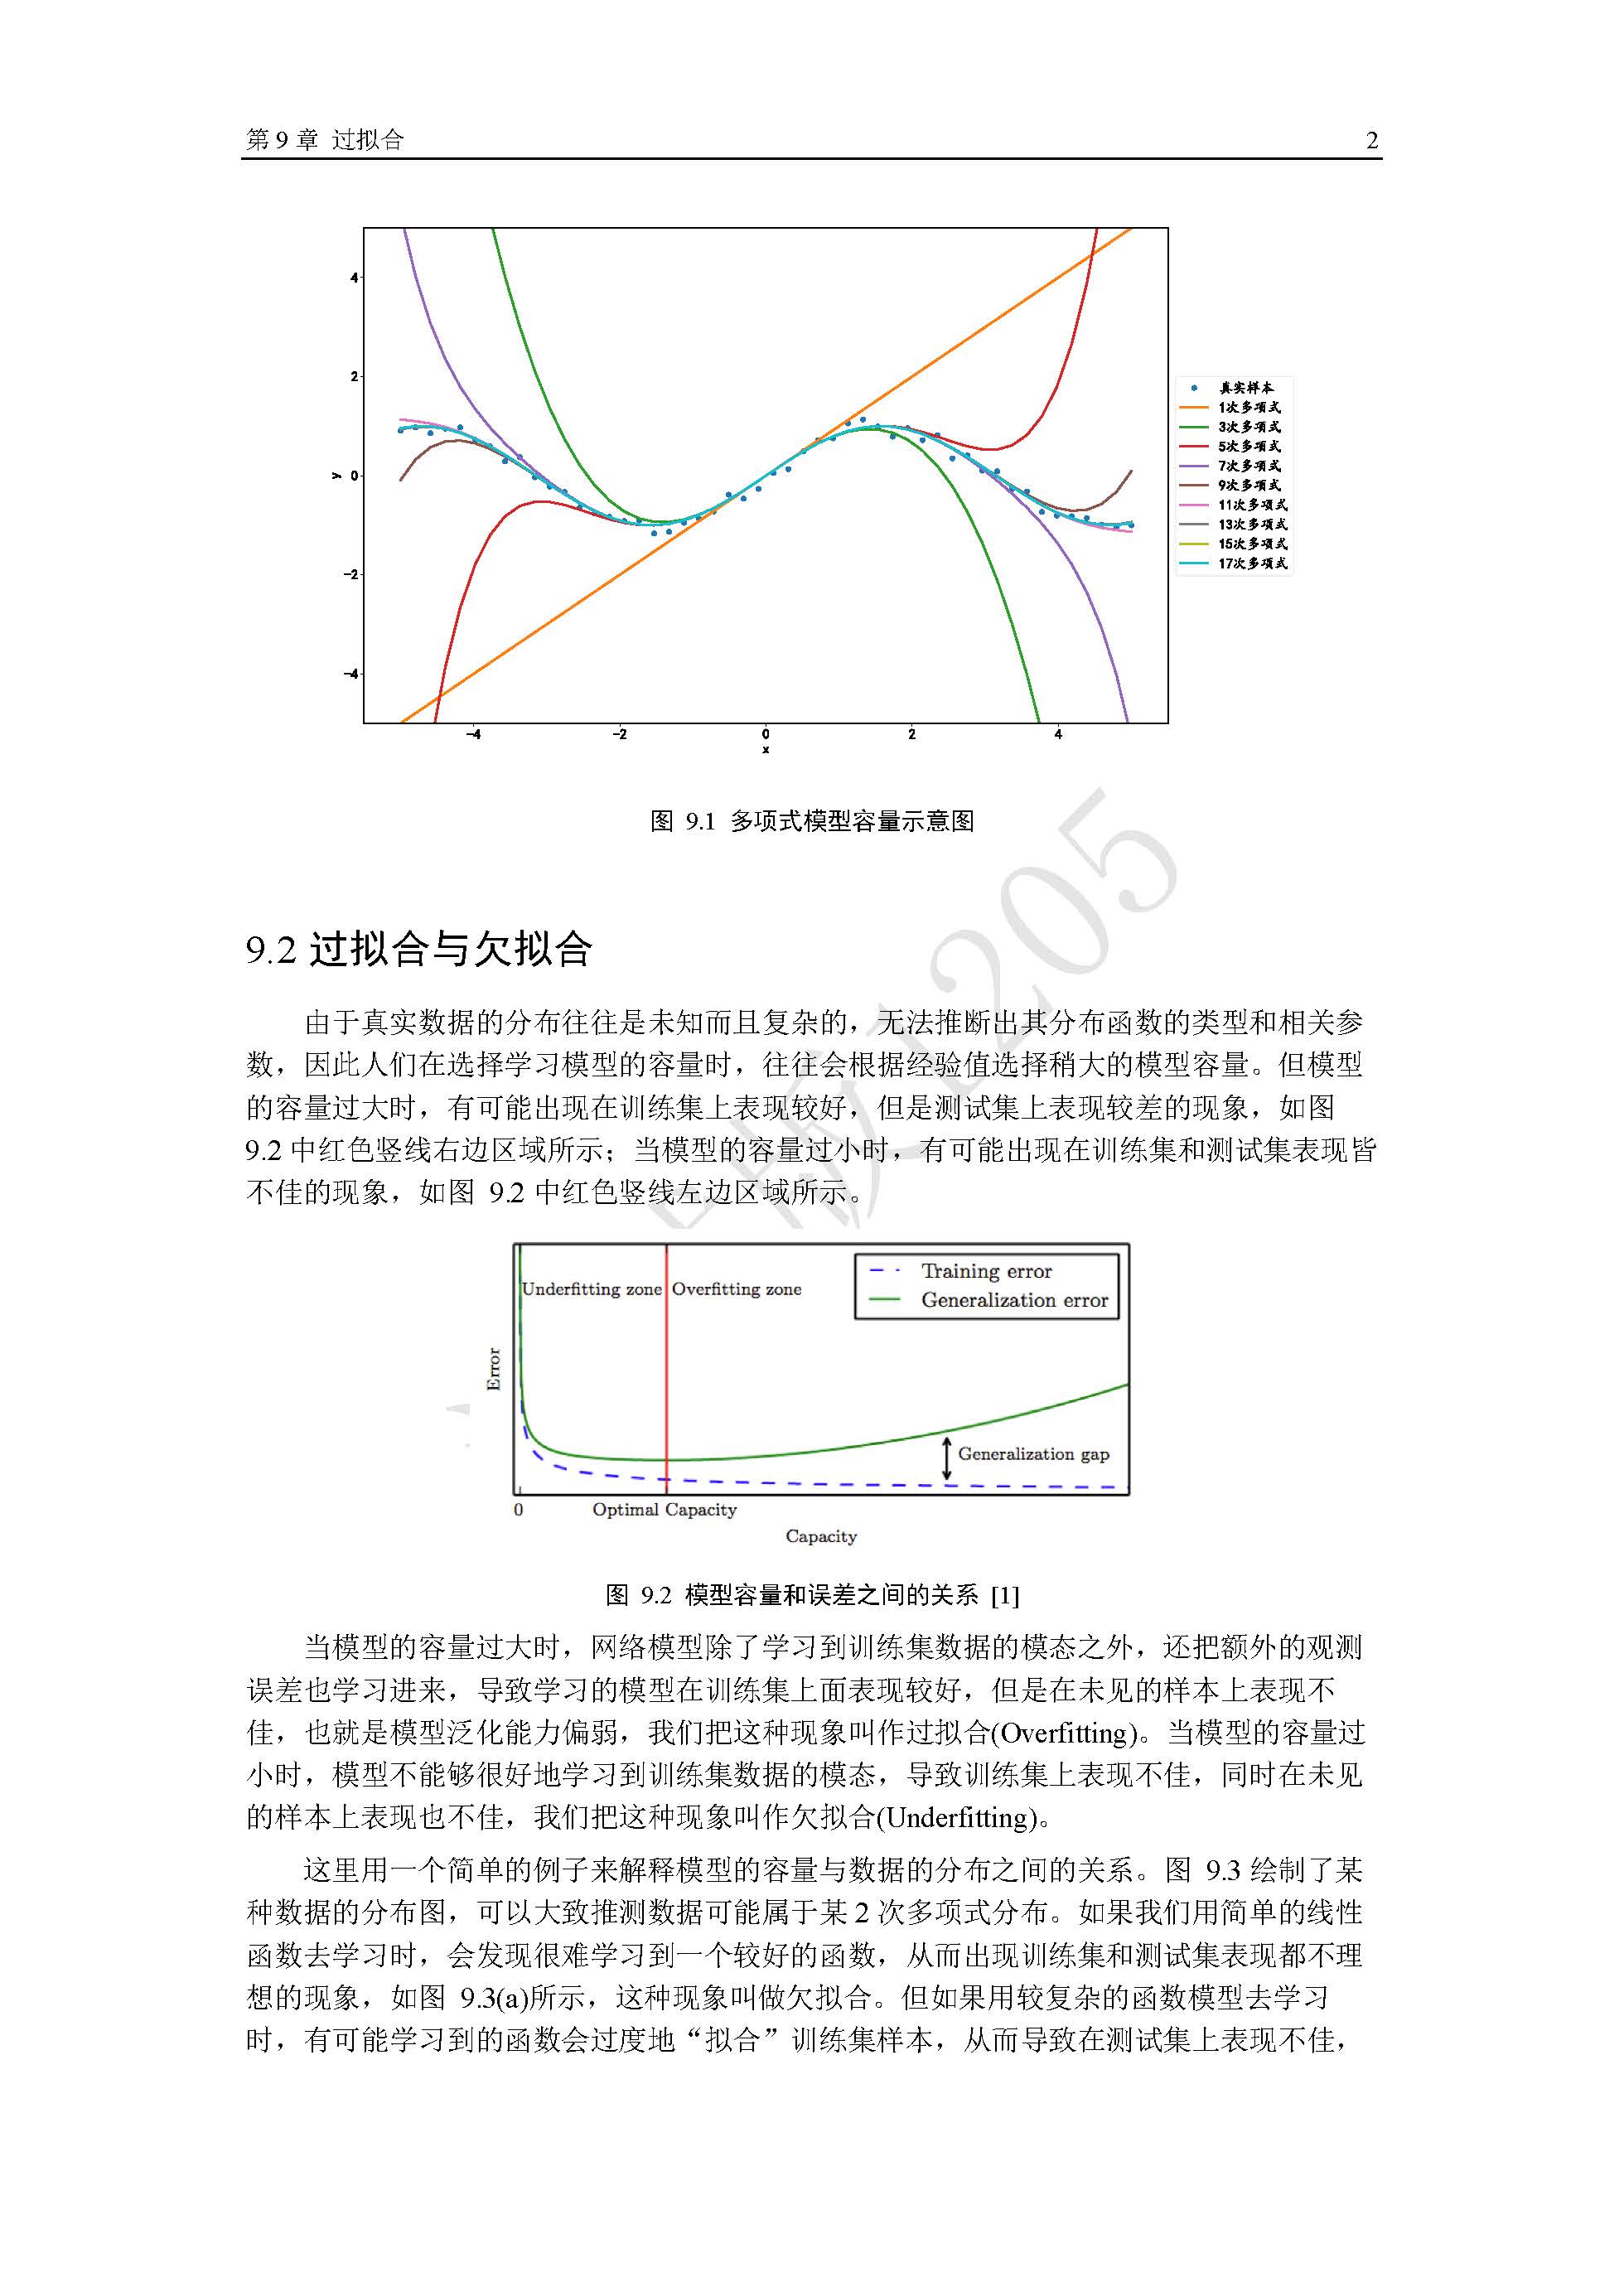 第 9 章 过拟合 2
4
2
y 0
−2
−4
−4 −2 0 2 4
x
真实样本
1次多项式
3次多项式
5次多项式
7次多项式
9次多项式
11次多项式
13次多项式
15次多项式
17次多项式
图 9.1 多项式模型容量示意图
9.2 过拟合与欠拟合
由于真实数据的分布往往是未知而且复杂的，无法推断出其分布函数的类型和相关参
数，因此人们在选择学习模型的容量时，往往会根据经验值选择稍大的模型容量。但模型
的容量过大时，有可能出现在训练集上表现较好，但是测试集上表现较差的现象，如图
9.2 中红色竖线右边区域所示；当模型的容量过小时，有可能出现在训练集和测试集表现皆
不佳的现象，如图 9.2 中红色竖线左边区域所示。
Underfitting zone Overfitting zone
Training error
Generalization error
Error
Generalization gap
0 Optimal Capacity
Capacity
图 9.2 模型容量和误差之间的关系 [1]
当模型的容量过大时，网络模型除了学习到训练集数据的模态之外，还把额外的观测
误差也学习进来，导致学习的模型在训练集上面表现较好，但是在未见的样本上表现不
佳，也就是模型泛化能力偏弱，我们把这种现象叫作过拟合(Overfitting)。当模型的容量过
小时，模型不能够很好地学习到训练集数据的模态，导致训练集上表现不佳，同时在未见
的样本上表现也不佳，我们把这种现象叫作欠拟合(Underfitting)。
这里用一个简单的例子来解释模型的容量与数据的分布之间的关系。图 9.3 绘制了某
种数据的分布图，可以大致推测数据可能属于某 2 次多项式分布。如果我们用简单的线性
函数去学习时，会发现很难学习到一个较好的函数，从而出现训练集和测试集表现都不理
想的现象，如图 9.3(a)所示，这种现象叫做欠拟合。但如果用较复杂的函数模型去学习
时，有可能学习到的函数会过度地“拟合”训练集样本，从而导致在测试集上表现不佳，
版1205